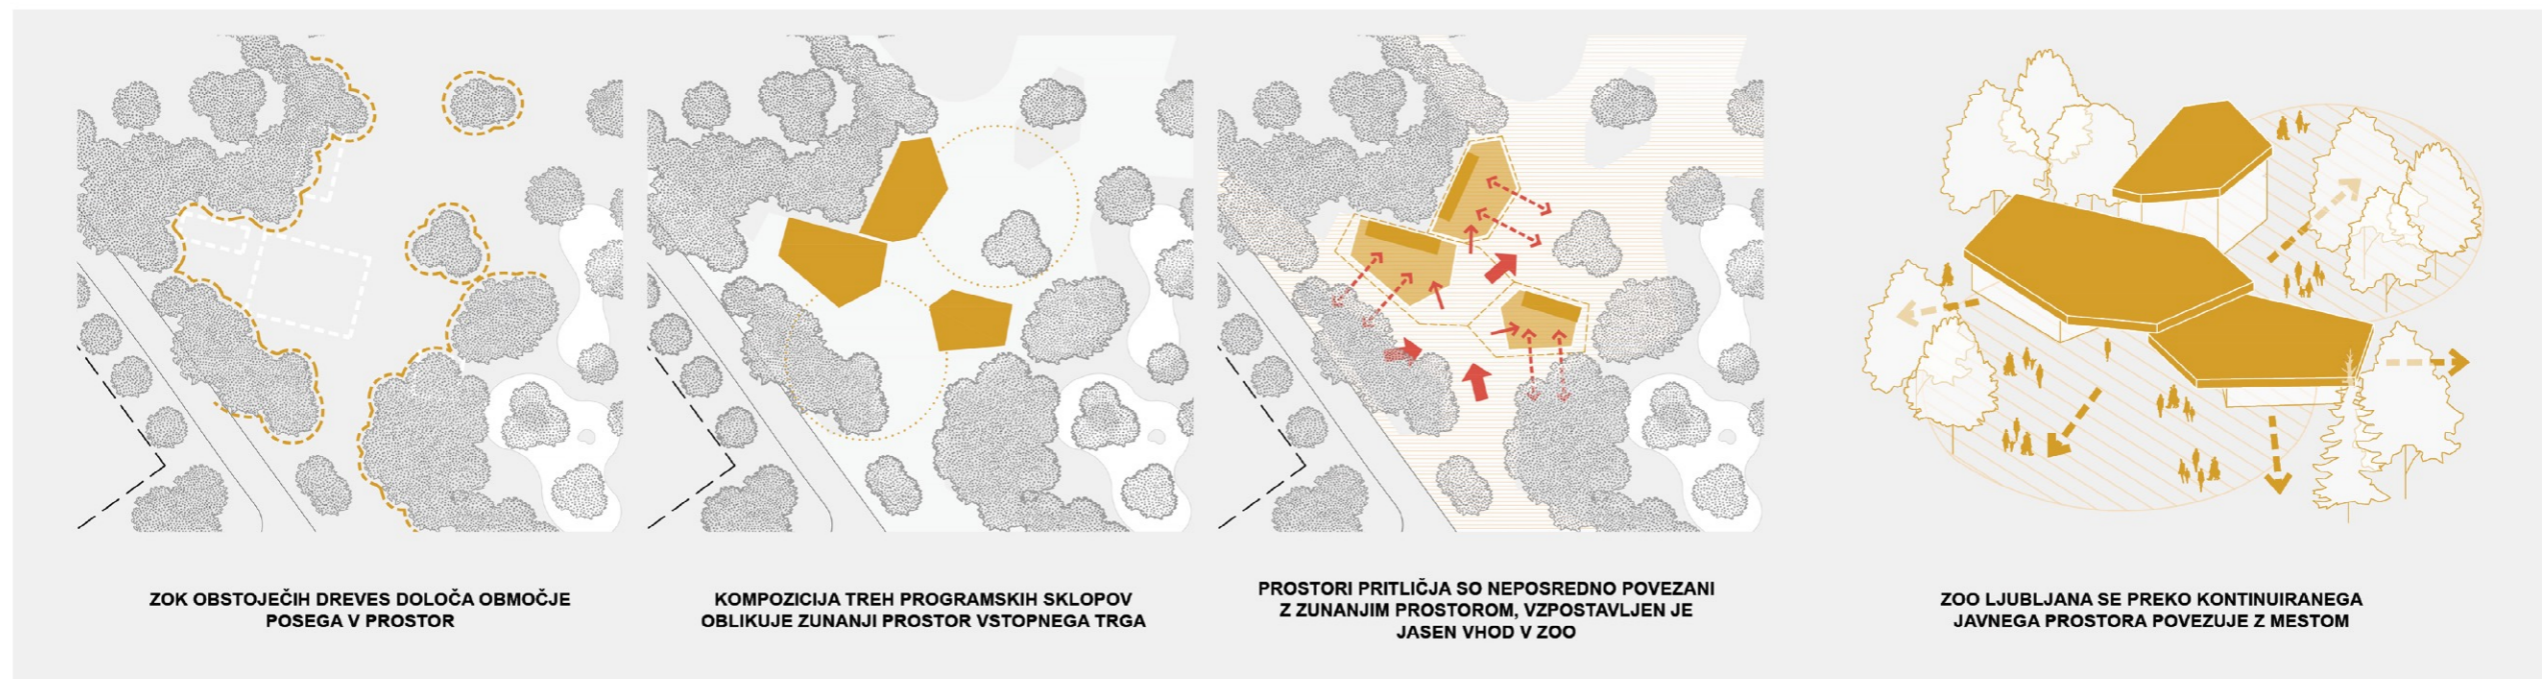 ZOK OBSTOJEČIH DREVES DOLOČA OBMOČJE
POSEGA V PROSTOR
KOMPOZICIJA TREH PROGRAMSKIH SKLOPOV
OBLIKUJE ZUNANJI PROSTOR VSTOPNEGA TRGA
PROSTORI PRITLIČJA SO NEPOSREDNO POVEZANI
Z ZUNANJIM PROSTOROM, VZPOSTAVLJEN JE
JASEN VHOD V ZOO
ZOO LJUBLJANA SE PREKO KONTINUIRANEGA
JAVNEGA PROSTORA POVEZUJE Z MESTOM